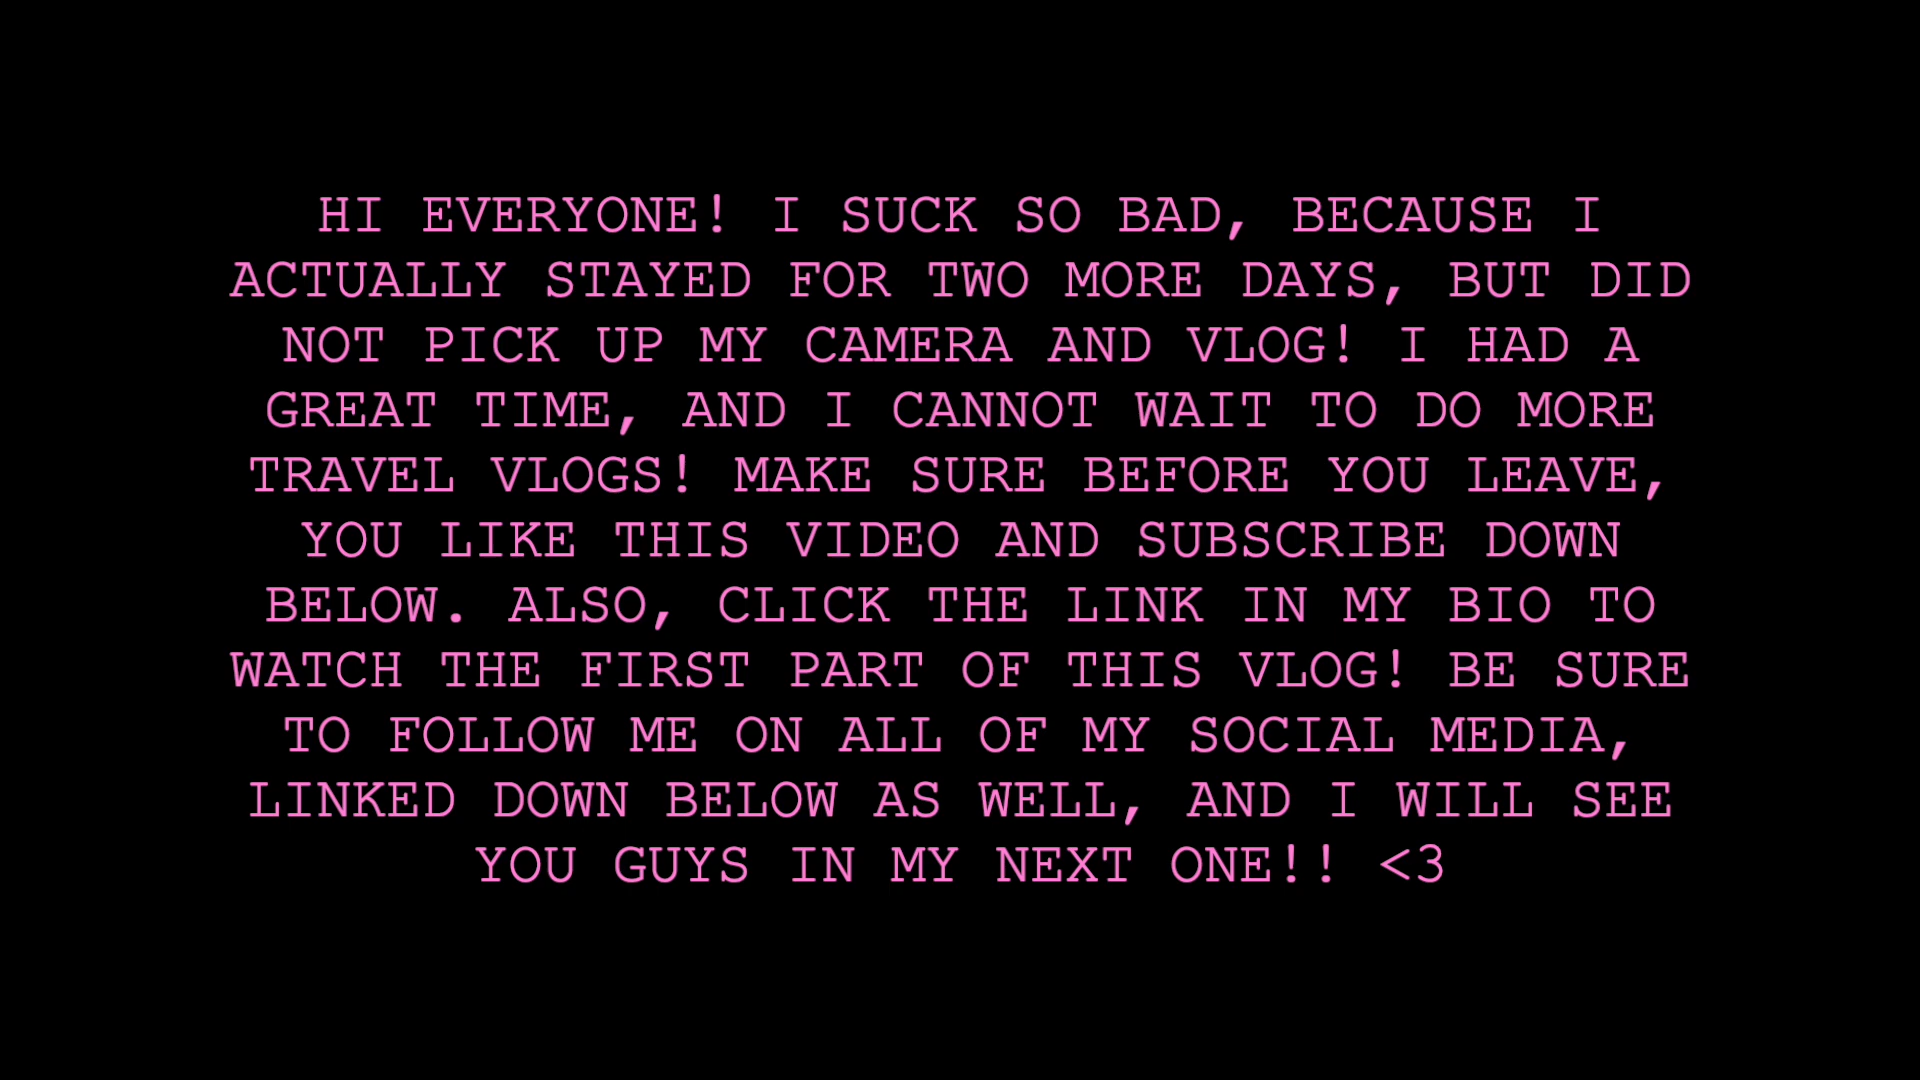 HI EVERYONE! I SUCK SO BAD, BECAUSE I
ACTUALLY STAYED FOR TWO MORE DAYS, BUT DID
NOT PICK UP MY CAMERA AND VLOG! I HAD A
GREAT TIME, AND I CANNOT WAIT TO DO MORE
TRAVEL VLOGS! MAKE SURE BEFORE YOU LEAVE,
YOU LIKE THIS VIDEO AND SUBSCRIBE DOWN
BELOW. ALSO, CLICK THE LINK IN MY BIO TO
WATCH THE FIRST PART OF THIS VLOG! BE SURE
TO FOLLOW ME ON ALL OF MY SOCIAL MEDIA,
LINKED DOWN BELOW AS WELL, AND I WILL SEE
YOU GUYS IN MY NEXT ONE!! <3